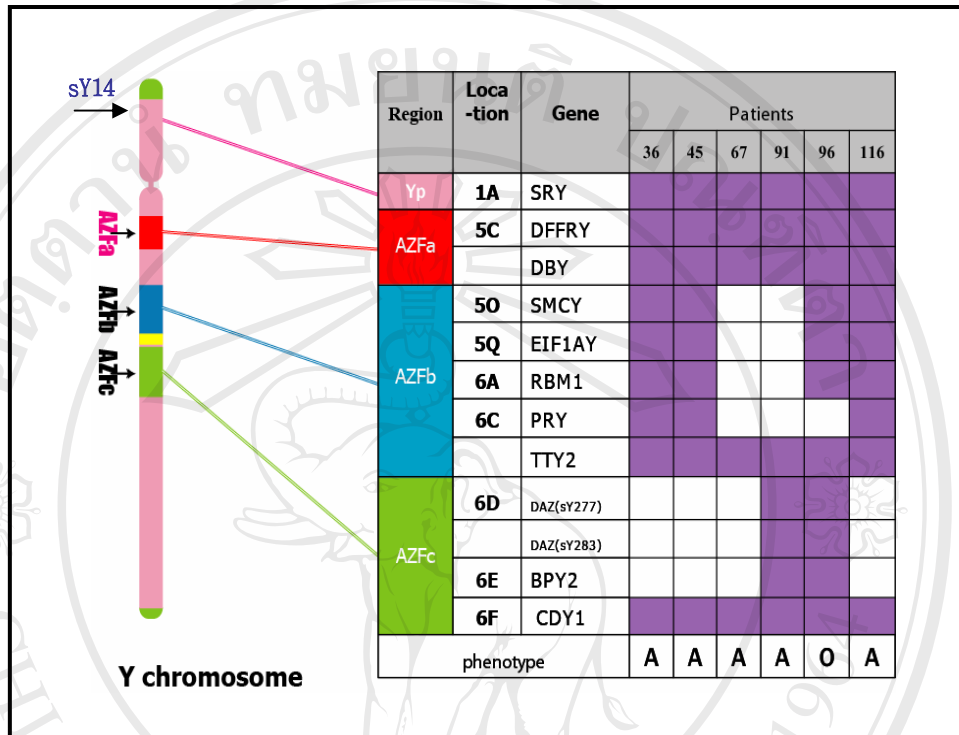 sY14
AZFa
AZFb
AZFc
Y chromosome
Region Loca-tion Gene Patients
36 45 67 91 96 116
Yp 1A SRY
AZFa 5C DFFRY
DBY
AZFb 5O SMCY
5Q EIF1AY
6A RBM1
6C PRY
TTY2
AZFc 6D DAZ(sY277)
DAZ(sY283)
6E BPY2
6F CDY1
phenotype A A A A O A